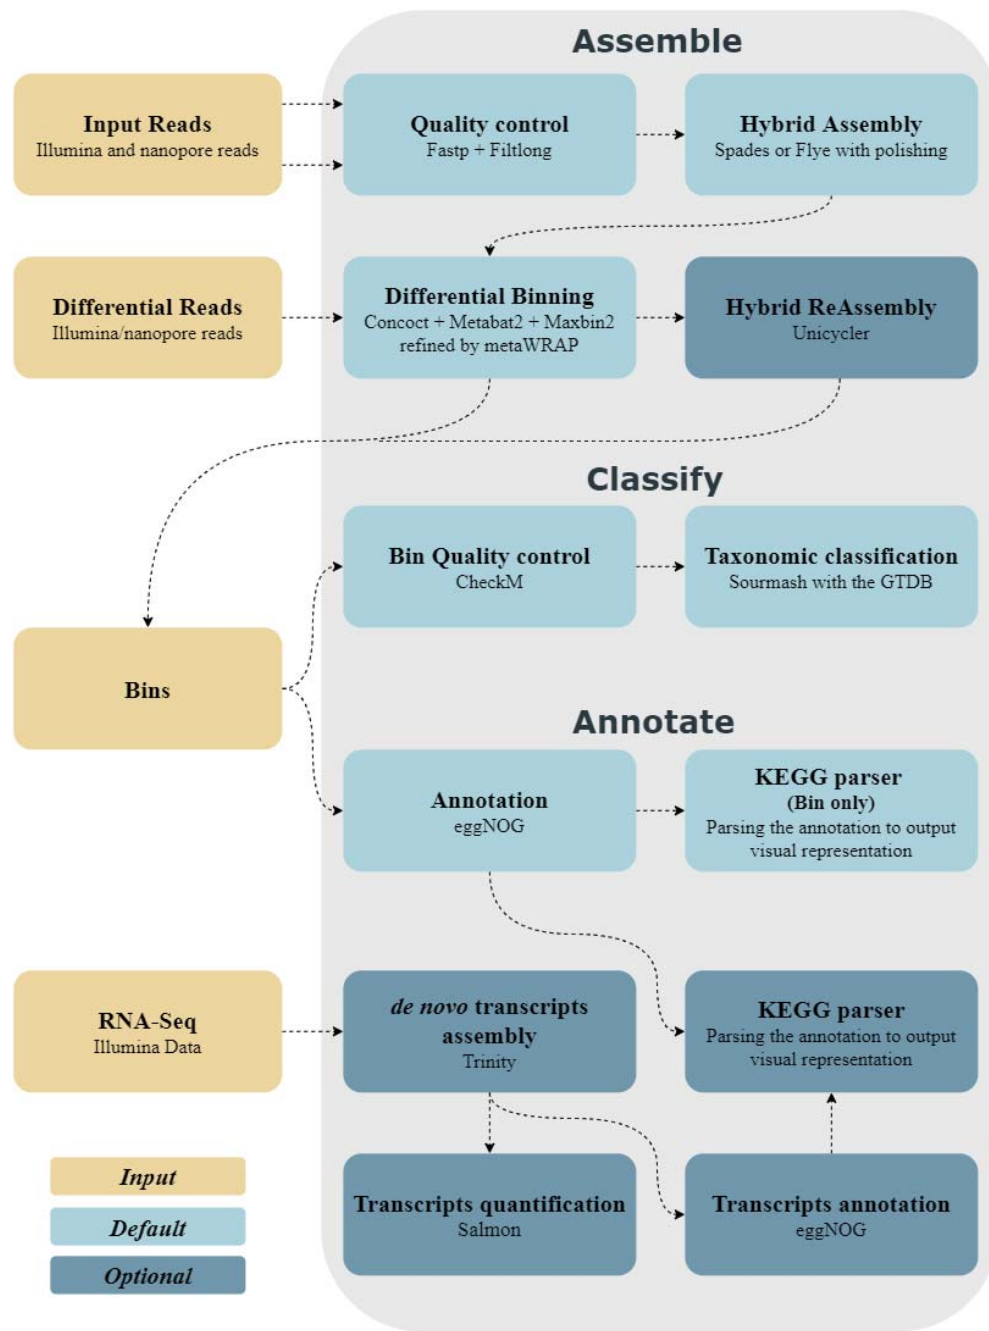 Assemble
Input Reads
Illumina and nanopore reads
Quality control
Fastp + Filtlong
Hybrid Assembly
Spades or Flye with polishing
Differential Reads
Illumina/nanopore reads
Differential Binning
Concoct + Metabat2 + Maxbin2
refined by metaWRAP
Hybrid ReAssembly
Unicycler
Classify
Bin Quality control
CheckM
Taxonomic classification
Sourmash with the GTDB
Bins
Annotate
Annotation
eggNOG
KEGG parser
(Bin only)
Parsing the annotation to output
visual representation
RNA-Seq
Illumina Data
de novo transcripts
assembly
Trinity
KEGG parser
Parsing the annotation to output
visual representation
Transcripts quantification
Salmon
Transcripts annotation
eggNOG
Input
Default
Optional